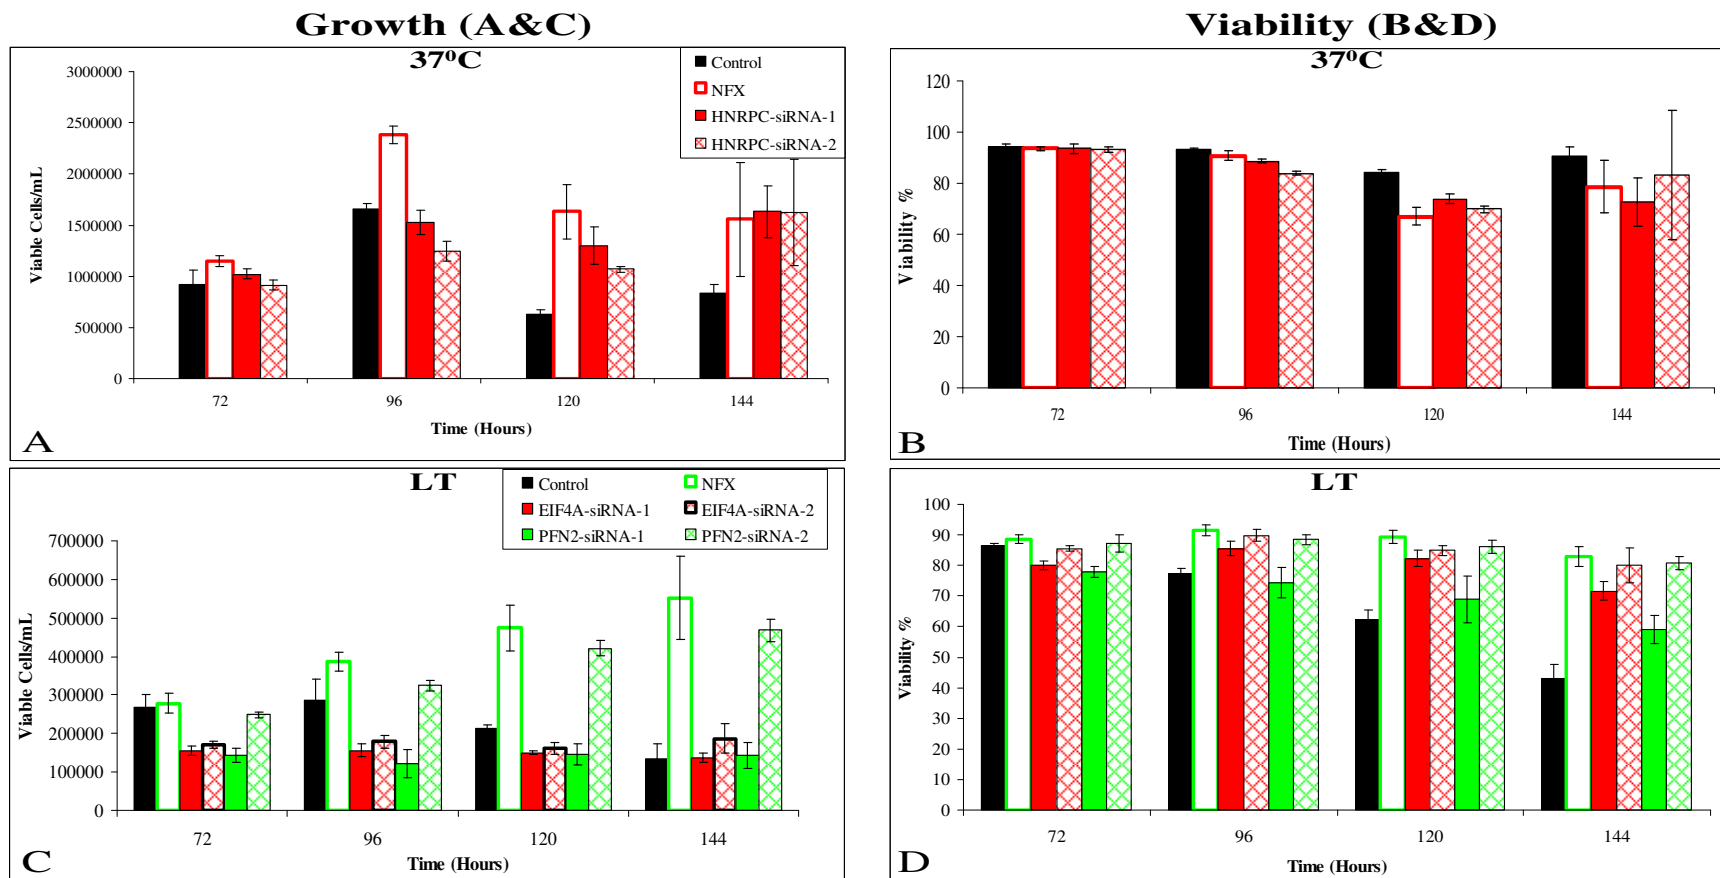 Growth (A&C)
Viability (B&D)
37⁰C
Control
NFX
HNRPC-siRNA-1
HNRPC-siRNA-2
3000000
2500000
2000000
1500000
1000000
500000
0
Viable Cells/mL
72
96
120
144
Time (Hours)
A
37⁰C
120
100
80
60
40
20
0
Viability %
72
96
120
144
Time (Hours)
B
LT
Control
NFX
EIF4A-siRNA-1
EIF4A-siRNA-2
PFN2-siRNA-1
PFN2-siRNA-2
700000
600000
500000
400000
300000
200000
100000
0
Viable Cells/mL
72
96
120
144
Time (Hours)
C
LT
100
90
80
70
60
50
40
30
20
10
0
Viability %
72
96
120
144
Time (Hours)
D